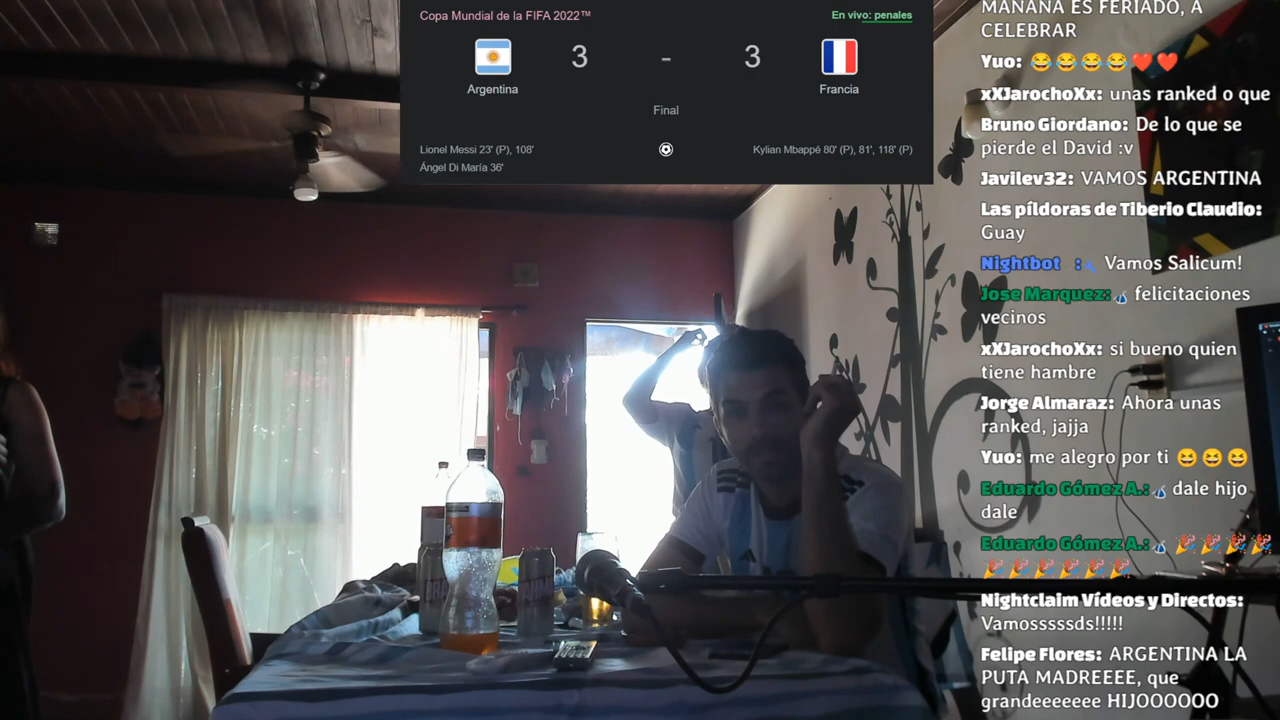 Copa Mundial de la FIFA 2022™
En vivo: penales
3 - 3
Argentina
Francia
Final
Lionel Messi 23' (P), 108'
Ángel Di María 36'
Kylian Mbappé 80' (P), 81', 118' (P)
MAÑANA ES FERIADO, A
CELEBRAR
Yuo: 😂😂😂😂❤️❤️
xXJarochoXx: unas ranked o que
Bruno Giordano: De lo que se
pierde el David :v
Javilev32: VAMOS ARGENTINA
Las píldoras de Tiberio Claudio:
Guay
Nightbot : Vamos Salicum!
Jose Marquez: felicitaciones
vecinos
xXJarochoXx: si bueno quien
tiene hambre
Jorge Almaraz: Ahora unas
ranked, jajja
Yuo: me alegro por ti 😆😆😆
Eduardo Gómez A.: dale hijo
dale
Eduardo Gómez A.: 🎉🎉🎉🎉
🎉🎉🎉🎉🎉🎉
Nightclaim Vídeos y Directos:
Vamosssssds!!!!!
Felipe Flores: ARGENTINA LA
PUTA MADREEEE, que
grandeeeeeee HIJOOOOOO